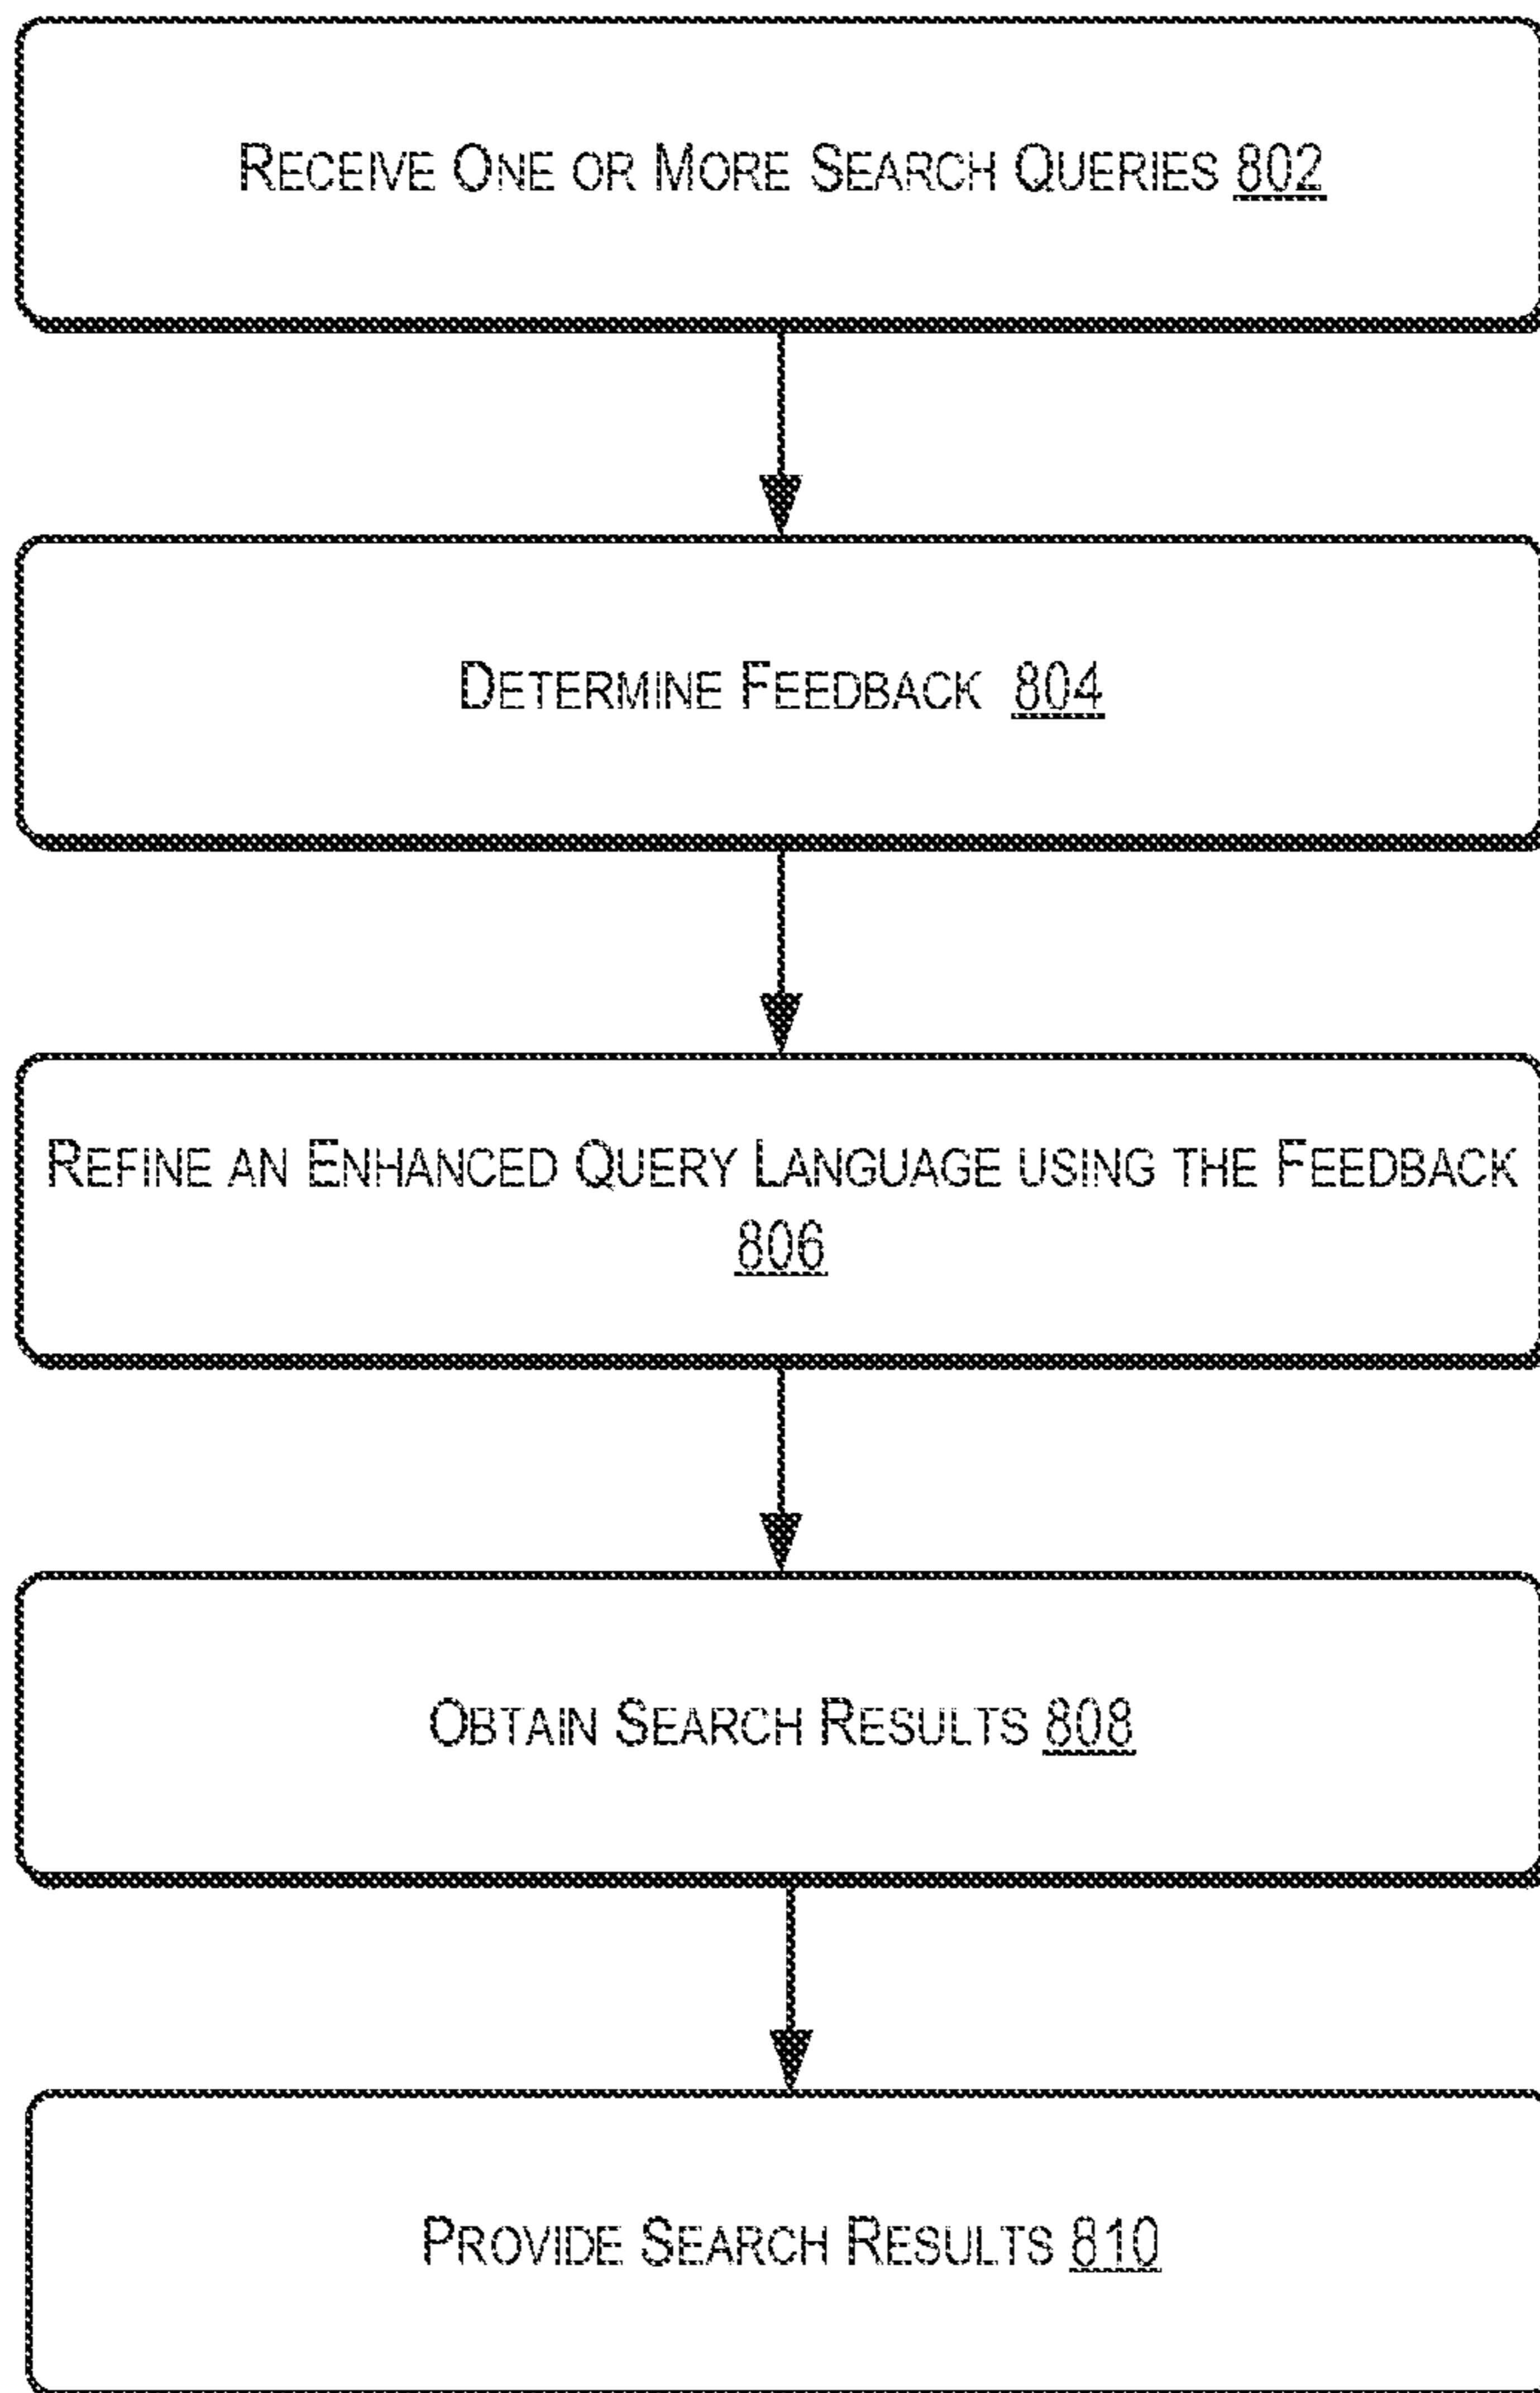 RECEIVE ONE OR MORE SEARCH QUERIES 802
DETERMINE FEEDBACK 804
REFINE AN ENHANCED QUERY LANGUAGE USING THE FEEDBACK
806
OBTAIN SEARCH RESULTS 808
PROVIDE SEARCH RESULTS 810